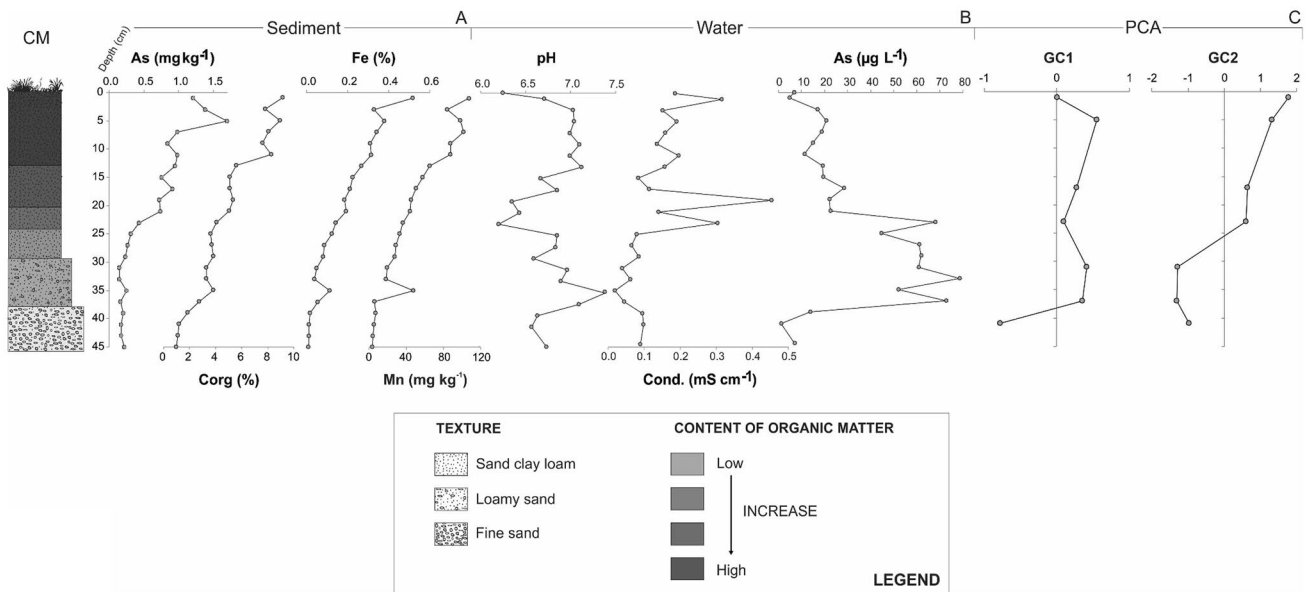 A
B
C
Sediment
Water
PCA
CM
Depth (cm)
As (mgkg-1)
Fe (%)
pH
As (µg L-1)
GC1
GC2
0.0 0.5 1.0 1.5
0.0 0.2 0.4 0.6
6.0 6.5 7.0 7.5
0 10 20 30 40 50 60 70 80
-1 0 1
-2 -1 0 1 2
0
5
10
15
20
25
30
35
40
45
0 2 4 6 8 10
0 40 80 120
0.0 0.1 0.2 0.3 0.4 0.5
Corg (%)
Mn (mg kg-1)
Cond. (mS cm-1)
TEXTURE
Sand clay loam
Loamy sand
Fine sand
CONTENT OF ORGANIC MATTER
Low
INCREASE
High
LEGEND